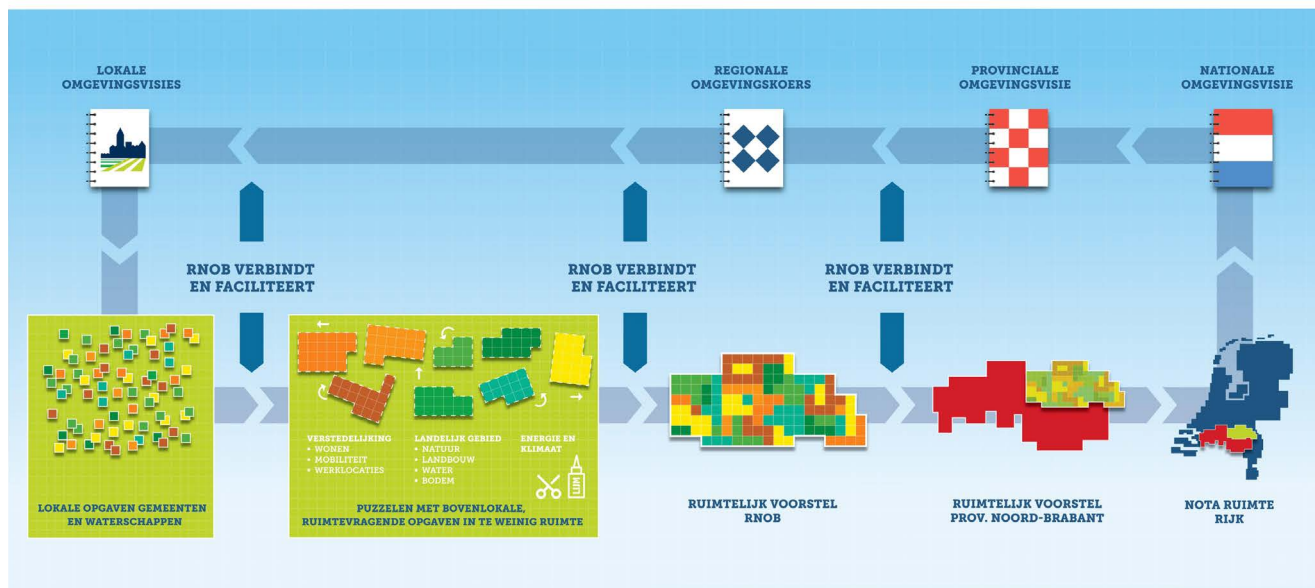 LOKALE
OMGEVINGSVISIES
REGIONALE
OMGEVINGSKOERS
PROVINCIALE
OMGEVINGSVISIE
NATIONALE
OMGEVINGSVISIE
RNOB VERBINDT
EN FACILITEERT
RNOB VERBINDT
EN FACILITEERT
RNOB VERBINDT
EN FACILITEERT
VERSTEDELIJKING
• WONEN
• MOBILITEIT
• WERKLOCATIES
LANDELIJK GEBIED
• NATUUR
• LANDBOUW
• WATER
• BODEM
ENERGIE EN
KLIMAAT
LIJM
LOKALE OPGAVEN GEMEENTEN
EN WATERSCHAPPEN
PUZZELEN MET BOVENLOKALE,
RUIMTEVRAGENDE OPGAVEN IN TE WEINIG RUIMTE
RUIMTELIJK VOORSTEL
RNOB
RUIMTELIJK VOORSTEL
PROV. NOORD-BRABANT
NOTA RUIMTE
RIJK